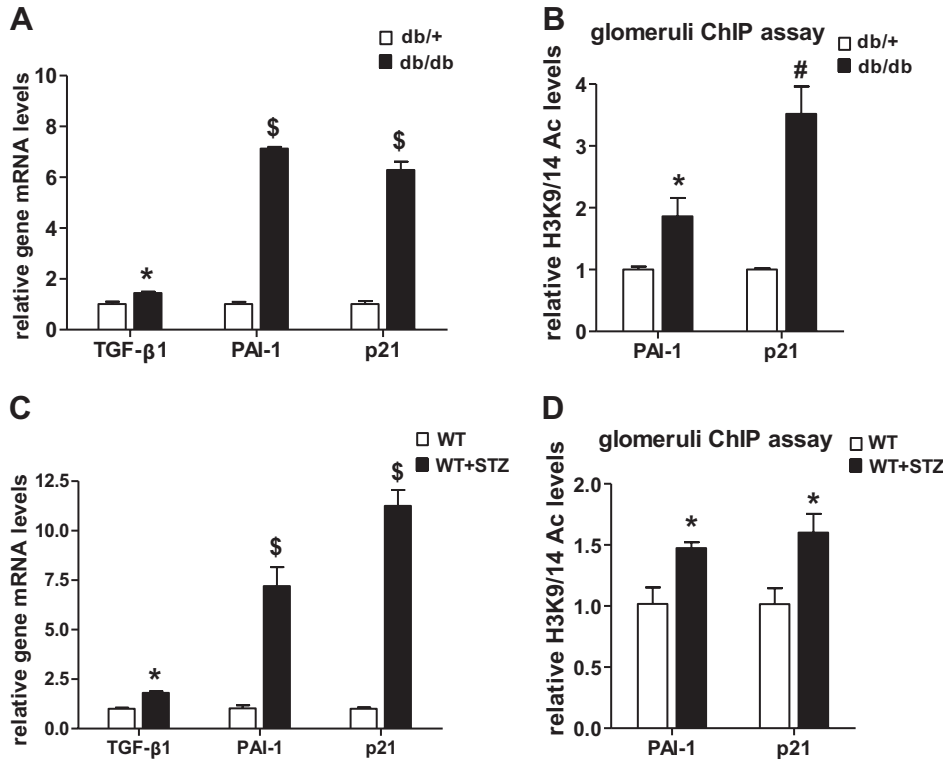 A
db/+
db/db
relative gene mRNA levels
10
8
6
4
2
0
*
$
$
TGF-β1
PAI-1
p21
B
glomeruli ChIP assay
db/+
db/db
relative H3K9/14 Ac levels
4
3
2
1
0
*
#
PAI-1
p21
C
WT
WT+STZ
relative gene mRNA levels
12.5
10.0
7.5
5.0
2.5
0.0
*
$
$
TGF-β1
PAI-1
p21
D
glomeruli ChIP assay
WT
WT+STZ
relative H3K9/14 Ac levels
2.0
1.5
1.0
0.5
0.0
*
*
PAI-1
p21